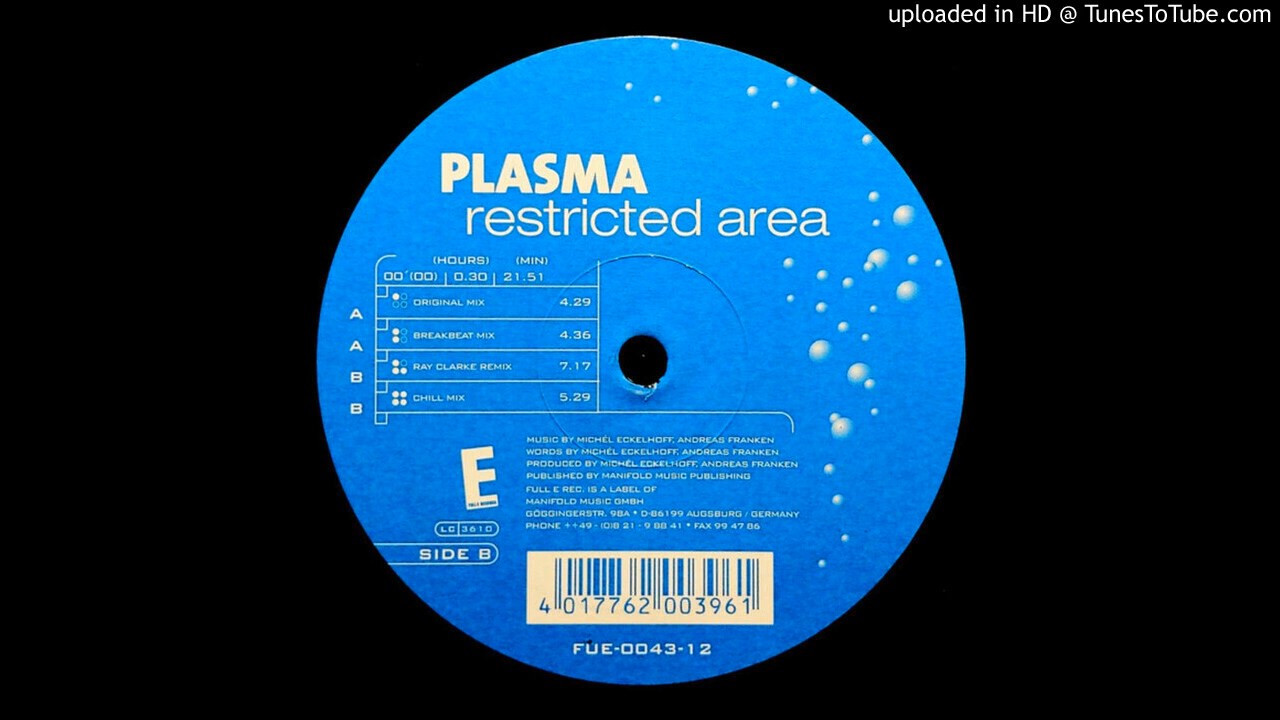 uploaded in HD @ TunesToTube.com
PLASMA
restricted area
(HOURS) (MIN)
00´(00) | 0.30 | 21.51
A ORIGINAL MIX 4.29
A BREAKBEAT MIX 4.36
B RAY CLARKE REMIX 7.17
B CHILL MIX 5.29
MUSIC BY MICHÉL ECKELHOFF, ANDREAS FRANKEN
WORDS BY MICHÉL ECKELHOFF, ANDREAS FRANKEN
PRODUCED BY MICHÉL ECKELHOFF, ANDREAS FRANKEN
PUBLISHED BY MANIFOLD MUSIC PUBLISHING
FULL E REC. IS A LABEL OF
MANIFOLD MUSIC GMBH
GÖGGINGERSTR. 98A * D-86199 AUGSBURG / GERMANY
PHONE ++49 - (0)8 21 - 9 88 41 * FAX 99 47 86
E
LC 3610
SIDE B
4 017762 003961
FUE-0043-12